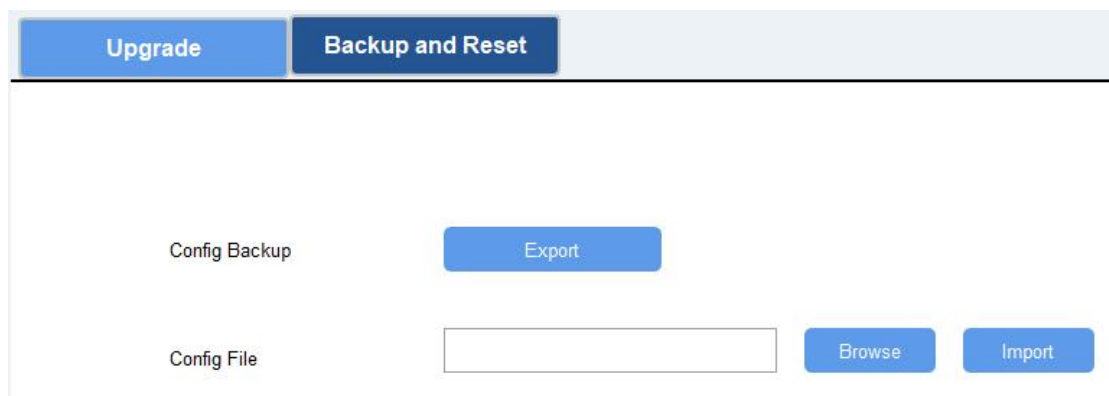 Upgrade Backup and Reset
Config Backup Export
Config File Browse Import